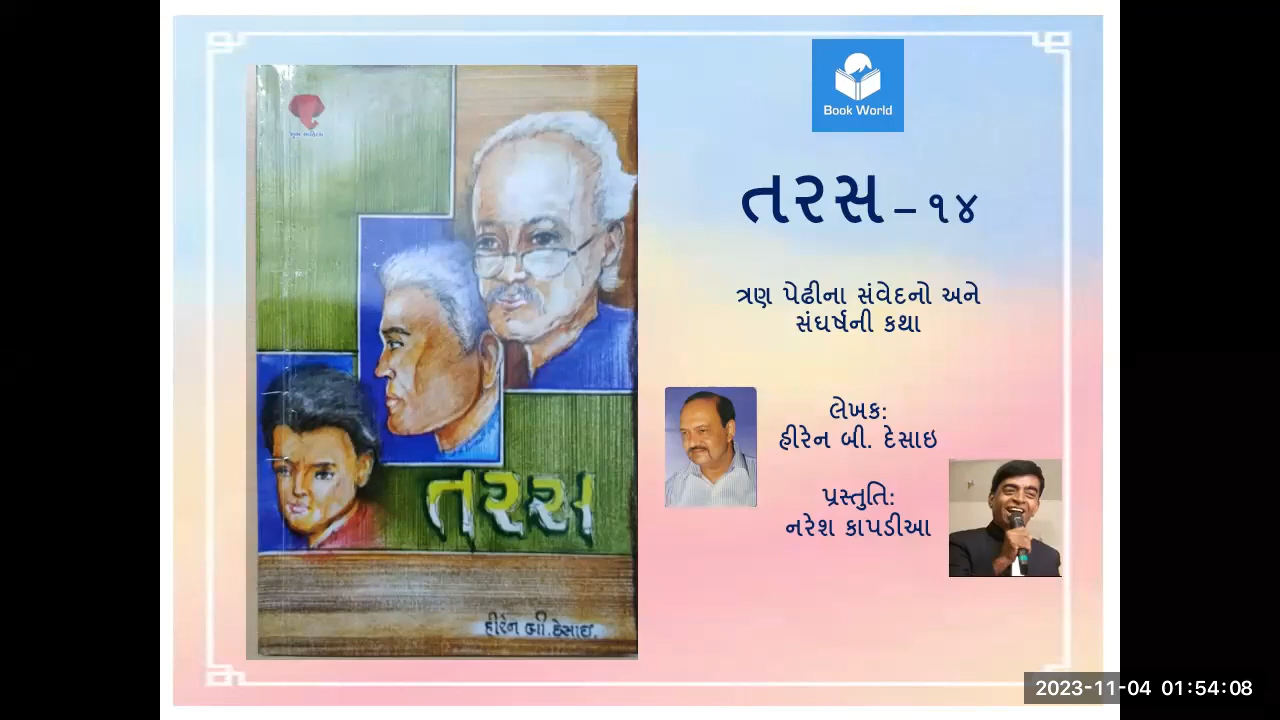 Book World
તરસ – ૧૪
ત્રણ પેઢીના સંવેદનો અને
સંઘર્ષની કથા
લેખક:
હીરેન બી. દેસાઇ
પ્રસ્તુતિ:
નરેશ કાપડીઆ
તરસ
હીરેન બી. દેસાઇ.
2023-11-04 01:54:08